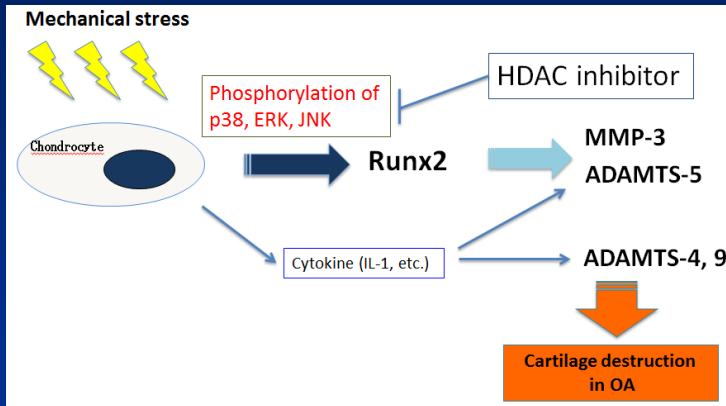 Mechanical stress
HDAC inhibitor
Phosphorylation of
p38, ERK, JNK
Chondrocyte
Runx2
MMP-3
ADAMTS-5
Cytokine (IL-1, etc.)
ADAMTS-4, 9
Cartilage destruction
in OA